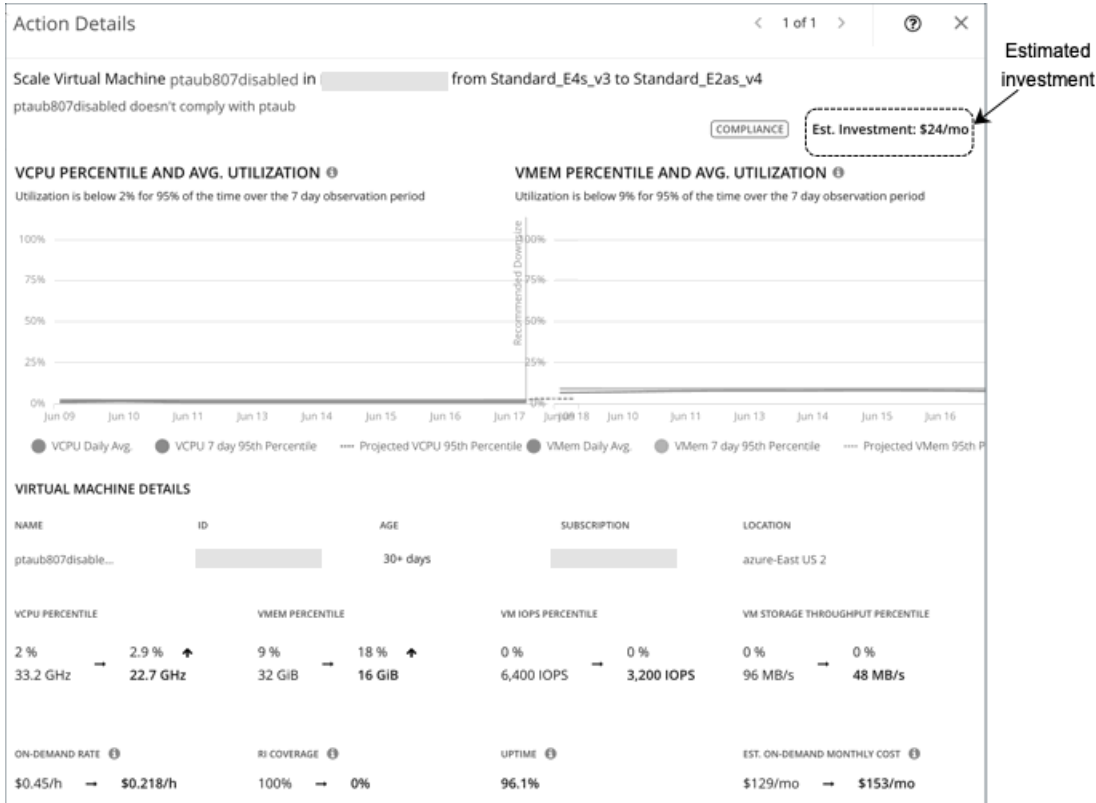 Action Details
1 of 1
Estimated
investment
Scale Virtual Machine ptaub807disabled in from Standard_E4s_v3 to Standard_E2as_v4
ptaub807disabled doesn't comply with ptaub
COMPLIANCE Est. Investment: $24/mo
VCPU PERCENTILE AND AVG. UTILIZATION
Utilization is below 2% for 95% of the time over the 7 day observation period
100%
75%
50%
25%
0%
Jun 09 Jun 10 Jun 11 Jun 13 Jun 14 Jun 15 Jun 16 Jun 17 Jun 18
VCPU Daily Avg. VCPU 7 day 95th Percentile Projected VCPU 95th Percentile
Recommended Downsize
VMEM PERCENTILE AND AVG. UTILIZATION
Utilization is below 9% for 95% of the time over the 7 day observation period
100%
75%
50%
25%
0%
Jun 09 Jun 10 Jun 11 Jun 13 Jun 14 Jun 15 Jun 16
VMem Daily Avg. VMem 7 day 95th Percentile Projected VMem 95th P
VIRTUAL MACHINE DETAILS
NAME ID AGE SUBSCRIPTION LOCATION
ptaub807disable... 30+ days azure-East US 2
VCPU PERCENTILE VMEM PERCENTILE VM IOPS PERCENTILE VM STORAGE THROUGHPUT PERCENTILE
2 % → 2.9 % ↑ 9 % → 18 % ↑ 0 % → 0 % 0 % → 0 %
33.2 GHz 22.7 GHz 32 GiB 16 GiB 6,400 IOPS 3,200 IOPS 96 MB/s 48 MB/s
ON-DEMAND RATE RI COVERAGE UPTIME EST. ON-DEMAND MONTHLY COST
$0.45/h → $0.218/h 100% → 0% 96.1% $129/mo → $153/mo